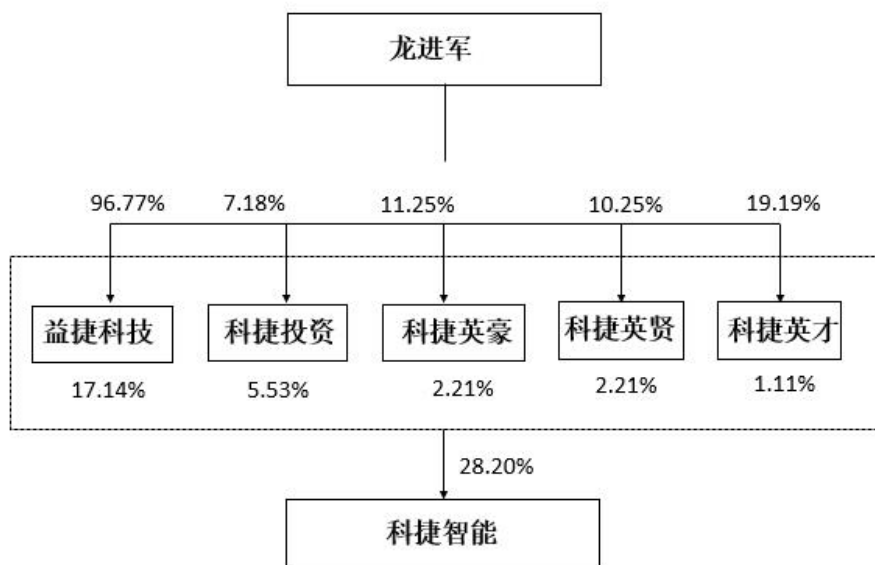 龙进军
96.77% 7.18% 11.25% 10.25% 19.19%
益捷科技 科捷投资 科捷英豪 科捷英贤 科捷英才
17.14% 5.53% 2.21% 2.21% 1.11%
28.20%
科捷智能